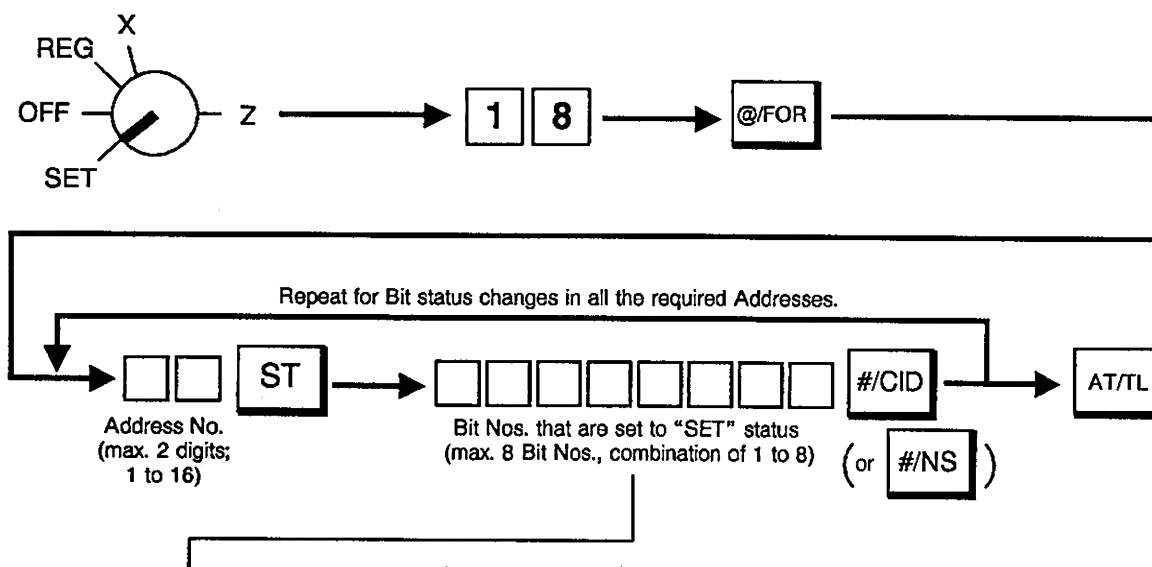 X
REG
OFF
Z
SET
1 8
@/FOR
Repeat for Bit status changes in all the required Addresses.
ST
#/CID
AT/TL
Address No.
(max. 2 digits;
1 to 16)
Bit Nos. that are set to "SET" status
(max. 8 Bit Nos., combination of 1 to 8)
(or #/NS)